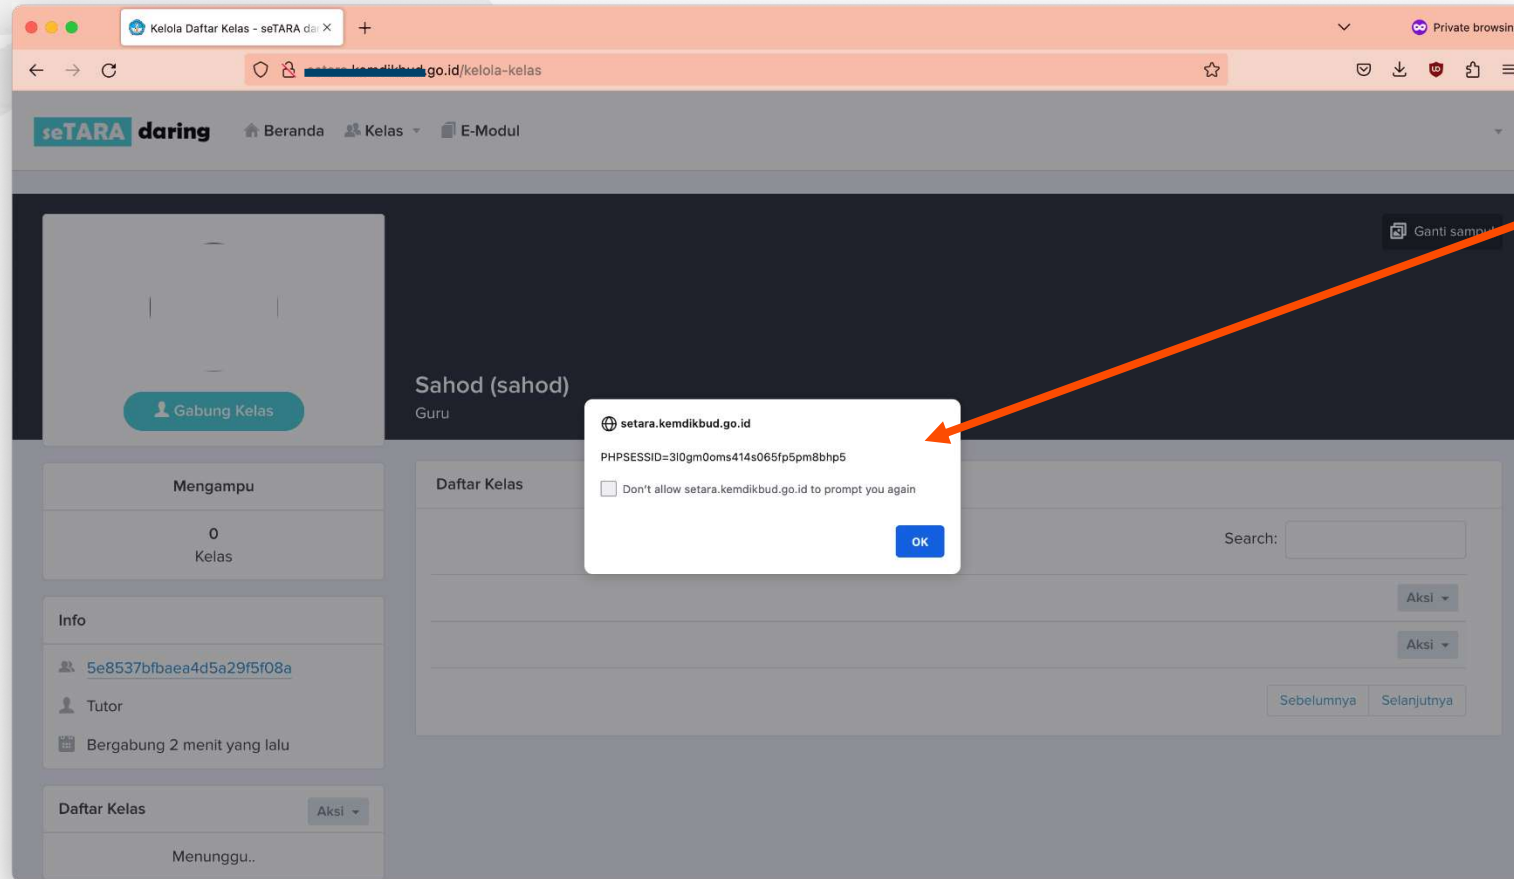 Kelola Daftar Kelas - seTARA dar
Private browsin
go.id/kelola-kelas
seTARA daring
Beranda
Kelas
E-Modul
Ganti sampul
Gabung Kelas
Sahod (sahod)
Guru
setara.kemdikbud.go.id
PHPSESSID=3l0gm0oms414s065fp5pm8bhp5
Don't allow setara.kemdikbud.go.id to prompt you again
OK
Mengampu
0
Kelas
Daftar Kelas
Search:
Aksi
Aksi
Sebelumnya
Selanjutnya
Info
5e8537bfbaea4d5a29f5f08a
Tutor
Bergabung 2 menit yang lalu
Daftar Kelas
Aksi
Menunggu..